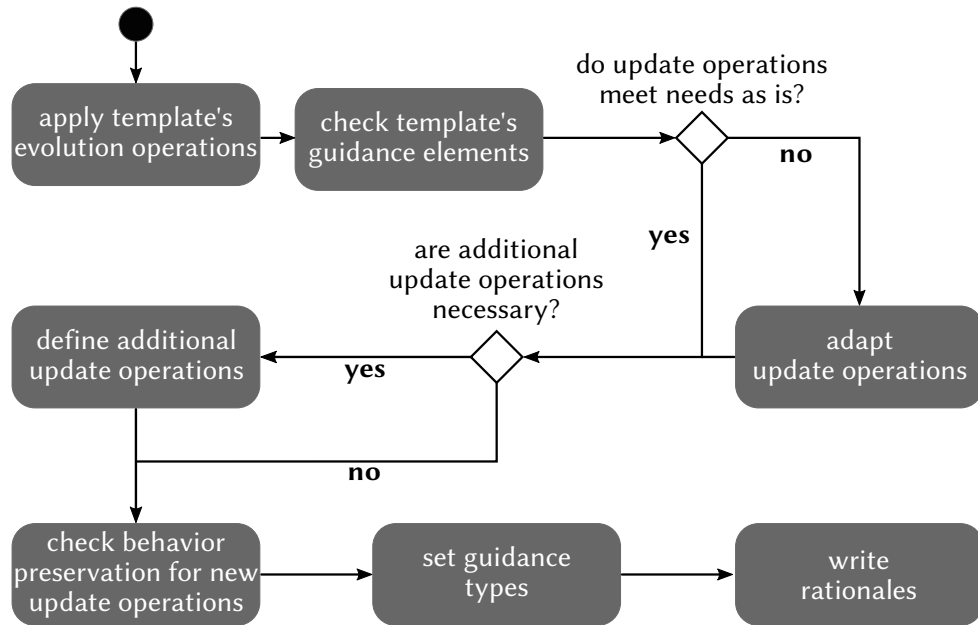 apply template's
evolution operations
check template's
guidance elements
do update operations
meet needs as is?
no
yes
are additional
update operations
necessary?
define additional
update operations
yes
adapt
update operations
no
check behavior
preservation for new
update operations
set guidance
types
write
rationales